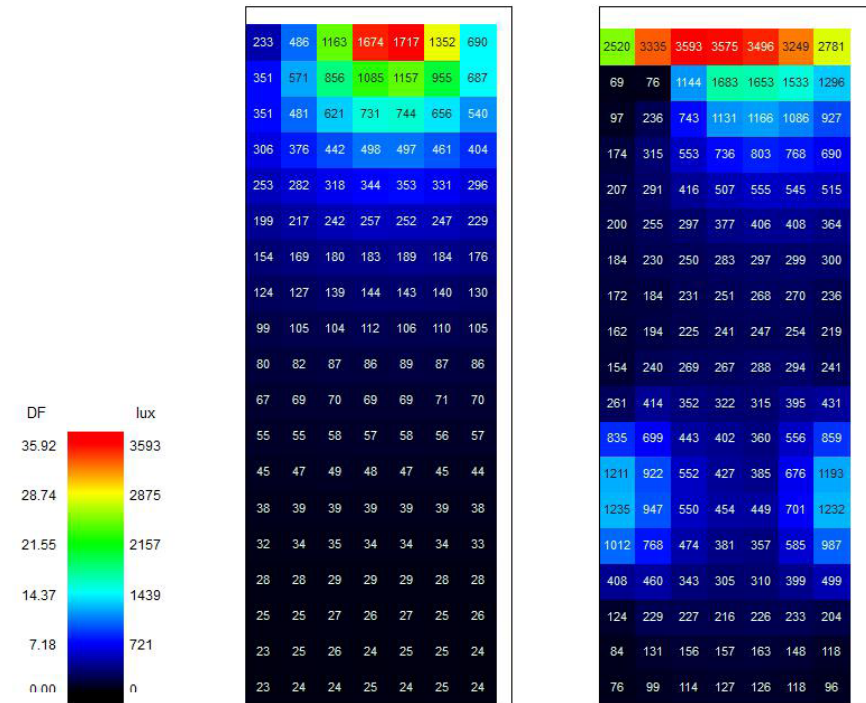 233 486 1163 1674 1717 1352 690
351 571 856 1085 1157 955 687
351 481 621 731 744 656 540
306 376 442 498 497 461 404
253 282 318 344 353 331 296
199 217 242 257 252 247 229
154 169 180 183 189 184 176
124 127 139 144 143 140 130
99 105 104 112 106 110 105
80 82 87 86 89 87 86
67 69 70 69 69 71 70
55 55 58 57 58 56 57
45 47 49 48 47 45 44
38 39 39 39 39 39 38
32 34 35 34 34 34 33
28 28 29 29 29 28 28
25 25 27 26 27 25 26
23 25 26 24 25 25 24
23 24 24 25 24 25 24
2520 3335 3593 3575 3496 3249 2781
69 76 1144 1683 1653 1533 1296
97 236 743 1131 1166 1086 927
174 315 553 736 803 768 690
207 291 416 507 555 545 515
200 255 297 377 406 408 364
184 230 250 283 297 299 300
172 184 231 251 268 270 236
162 194 225 241 247 254 219
154 240 269 267 288 294 241
261 414 352 322 315 395 431
835 699 443 402 360 556 859
1211 922 552 427 385 676 1193
1235 947 550 454 449 701 1232
1012 768 474 381 357 585 987
408 460 343 305 310 399 499
124 229 227 216 226 233 204
84 131 156 157 163 148 118
76 99 114 127 126 118 96
DF lux
35.92 3593
28.74 2875
21.55 2157
14.37 1439
7.18 721
0.00 0